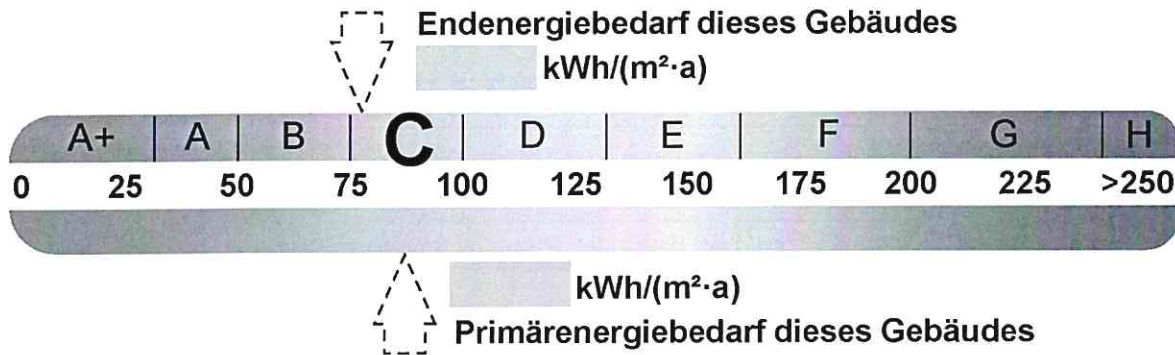 Endenergiebedarf dieses Gebäudes
kWh/(m²·a)
A+ A B C D E F G H
0 25 50 75 100 125 150 175 200 225 >250
kWh/(m²·a)
Primärenergiebedarf dieses Gebäudes